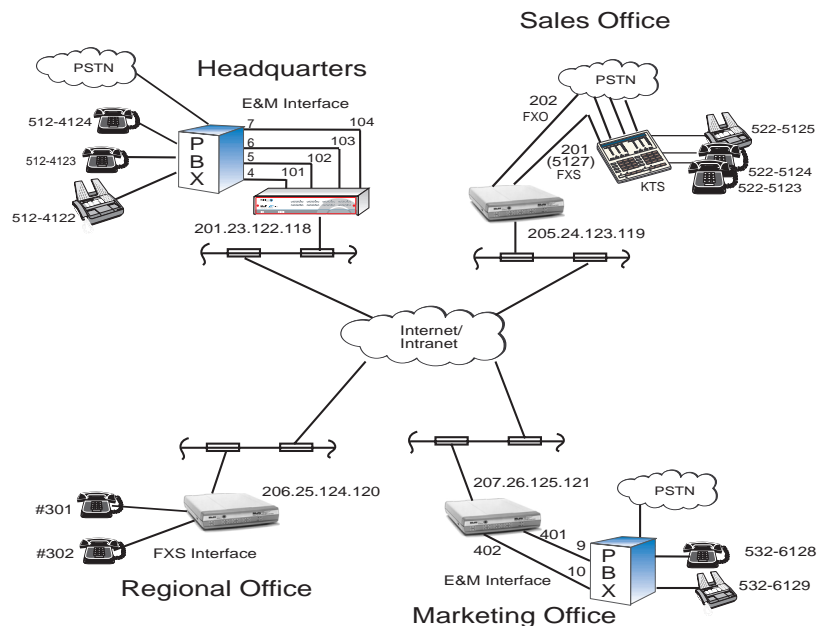 Sales Office
PSTN
Headquarters
E&M Interface
512-4124
512-4123
512-4122
P
B
X
7
6
5
4
104
103
102
101
201.23.122.118
PSTN
202
FXO
201
(5127)
FXS
KTS
522-5125
522-5124
522-5123
205.24.123.119
Internet/
Intranet
206.25.124.120
#301
#302
FXS Interface
Regional Office
207.26.125.121
PSTN
401
402
9
10
P
B
X
E&M Interface
532-6128
532-6129
Marketing Office